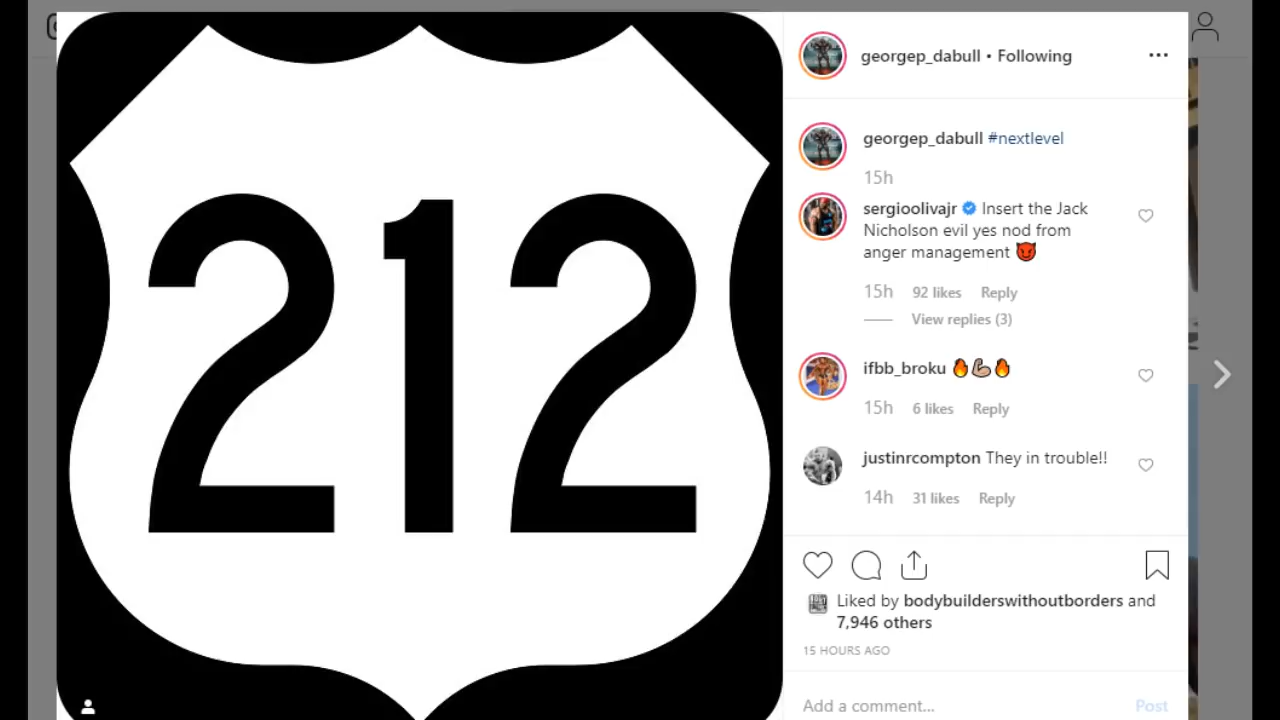 212
georgep_dabull • Following
georgep_dabull #nextlevel
15h
sergioolivajr Insert the Jack
Nicholson evil yes nod from
anger management 😈
15h 92 likes Reply
View replies (3)
ifbb_broku 🔥💪🔥
15h 6 likes Reply
justinrcompton They in trouble!!
14h 31 likes Reply
Liked by bodybuilderswithoutborders and
7,946 others
15 HOURS AGO
Add a comment... Post